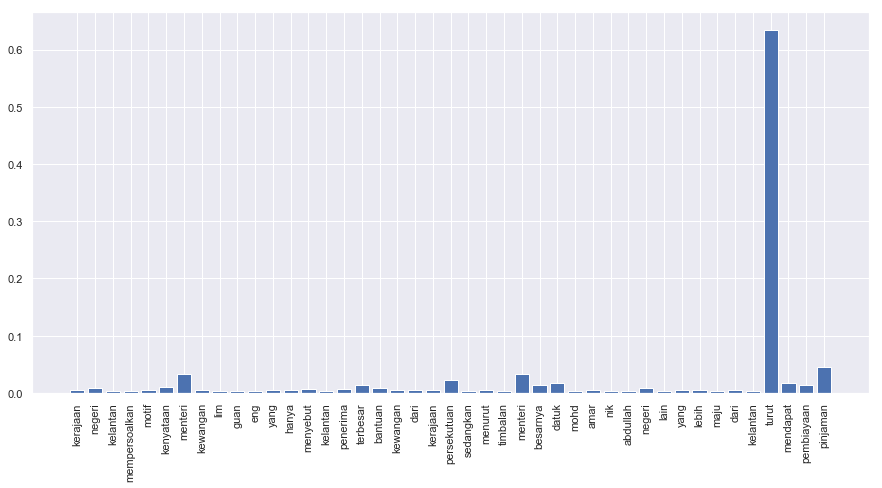 0.6
0.5
0.4
0.3
0.2
0.1
0.0
kerajaan
negeri
kelantan
mempersoalkan
motif
kenyataan
menteri
kewangan
lim
guan
eng
yang
hanya
menyebut
kelantan
penerima
terbesar
bantuan
kewangan
dari
kerajaan
persekutuan
sedangkan
menurut
timbalan
menteri
besarnya
datuk
mohd
amar
nik
abdullah
negeri
lain
yang
lebih
maju
dari
kelantan
turut
mendapat
pembiayaan
pinjaman